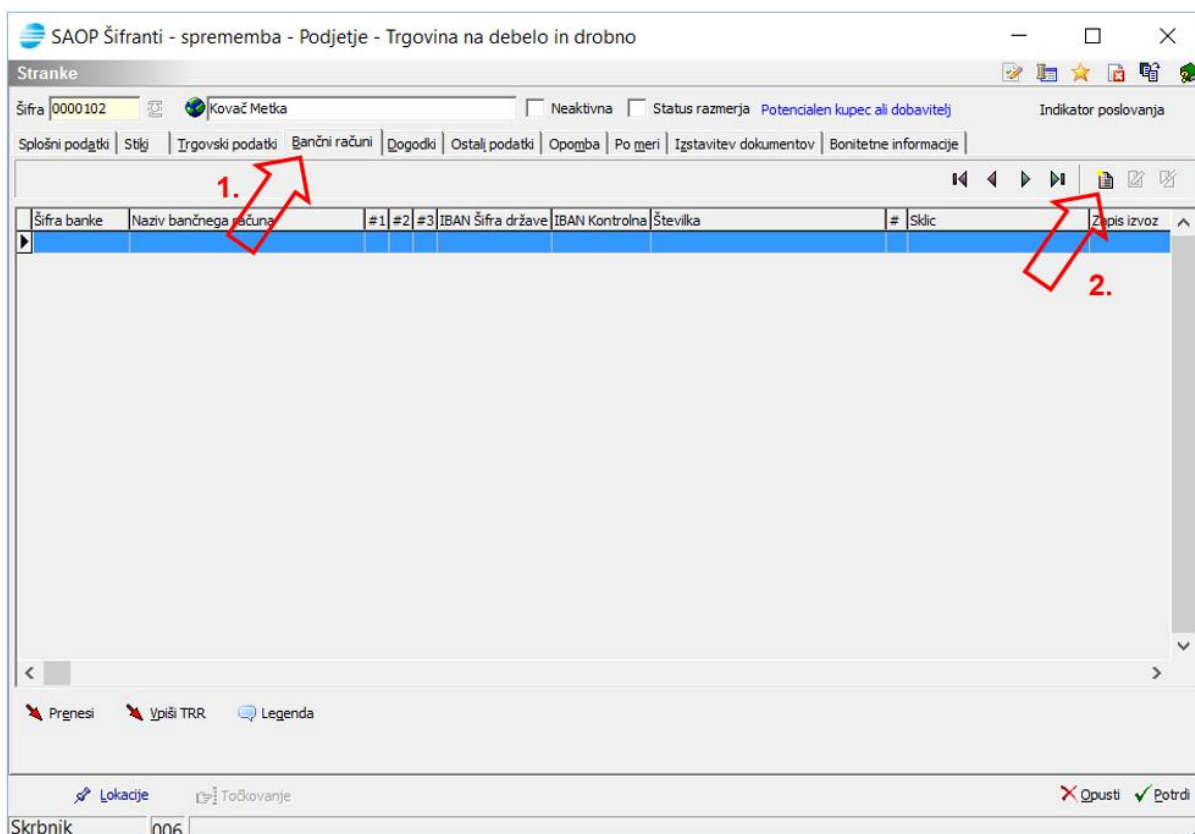 SAOP Šifranti - sprememba - Podjetje - Trgovina na debelo in drobno
Stranke
Šifra 0000102 Kovač Metka Neaktivna Status razmerja Potencialen kupec ali dobavitelj Indikator poslovanja
Splošni podatki Stiki Trgovski podatki Bančni računi Dogodki Ostali podatki Opomba Po meri Izstavitev dokumentov Bonitetne informacije
1.
Šifra banke Naziv bančnega računa #1 #2 #3 IBAN Šifra države IBAN Kontrolna Številka # Sklic Zapis izvoz
2.
Prenesi Vpiši TRR Legenda
Lokacije Točkovanje Opusti Potrdi
Skrbnik 006